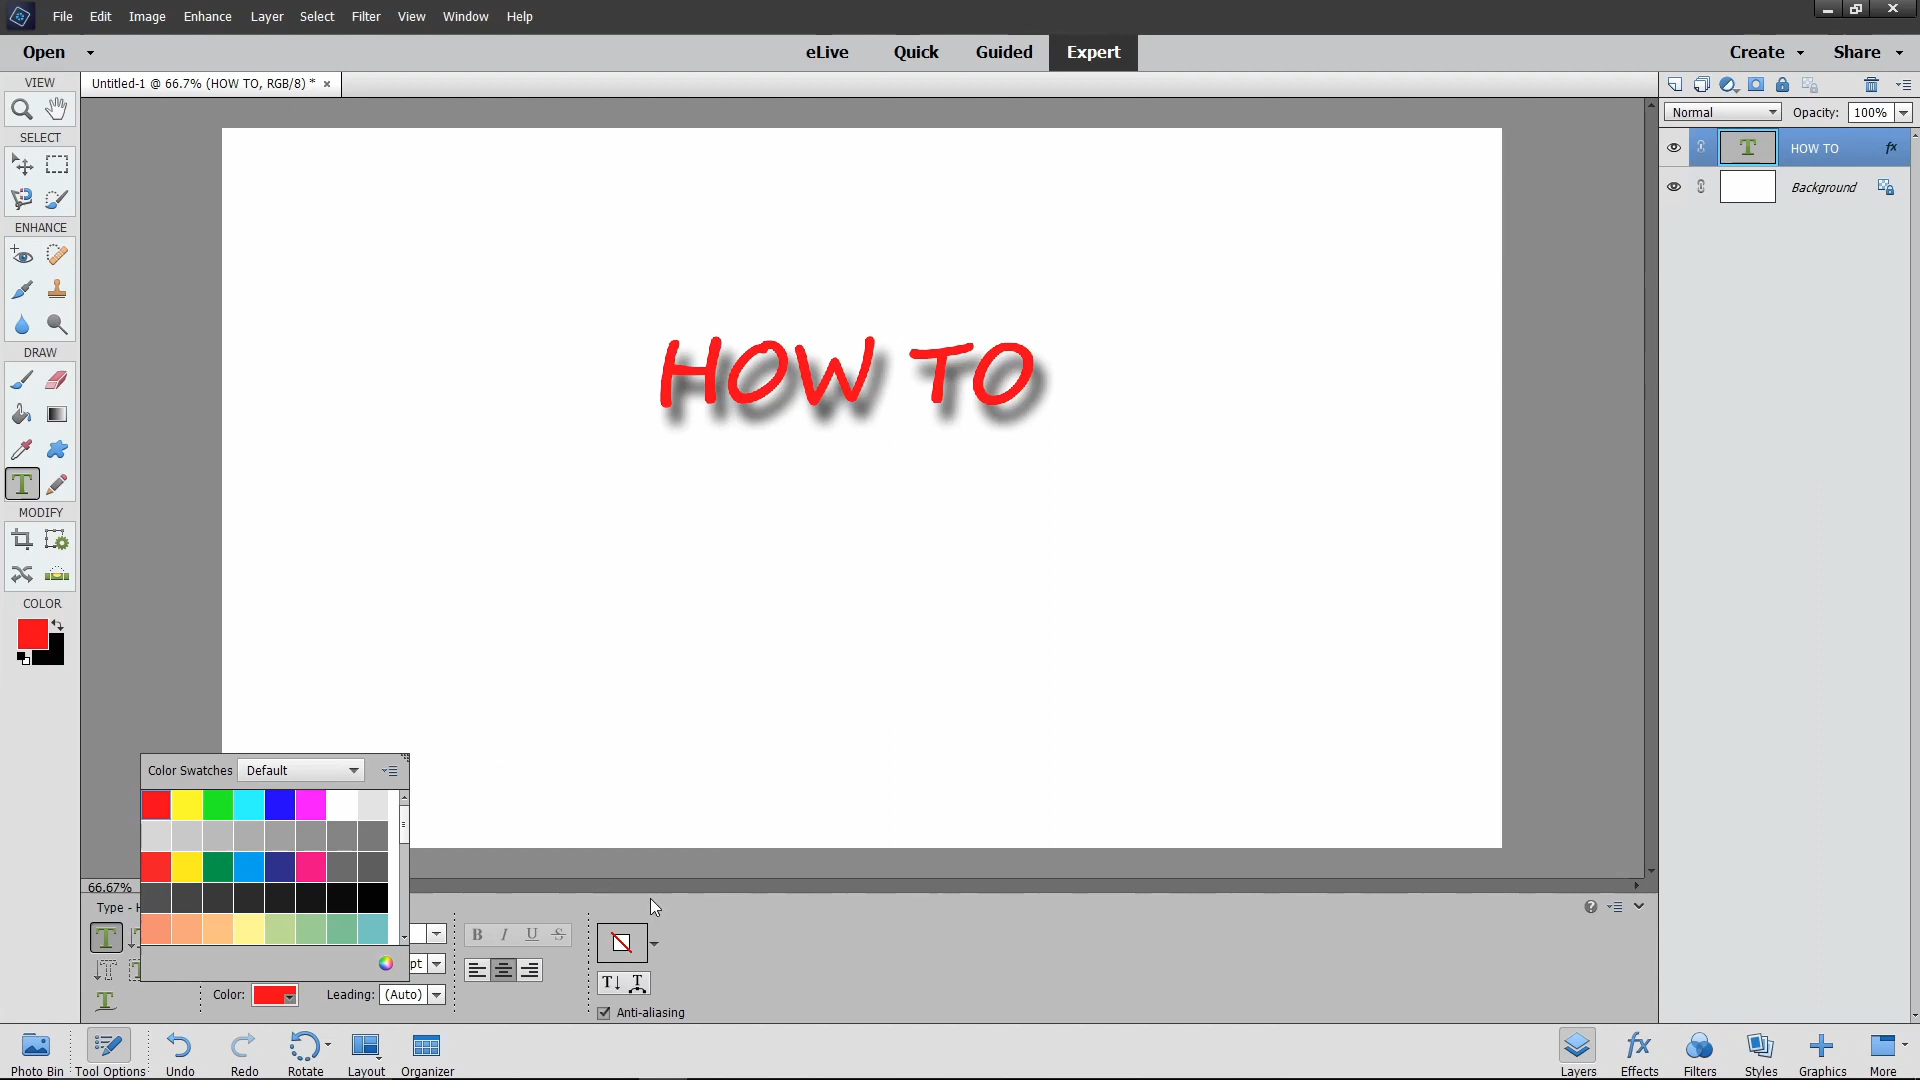 File Edit Image Enhance Layer Select Filter View Window Help
Open eLive Quick Guided Expert Create Share
Untitled-1 @ 66.7% (HOW TO, RGB/8) * ×
VIEW
SELECT
ENHANCE
DRAW
MODIFY
COLOR
Normal Opacity: 100%
HOW TO fx
Background
HOW TO
Color Swatches Default
66.67%
Type -
B I U S
pt
Color: Leading: (Auto)
Anti-aliasing
Photo Bin Tool Options Undo Redo Rotate Layout Organizer Layers Effects Filters Styles Graphics More